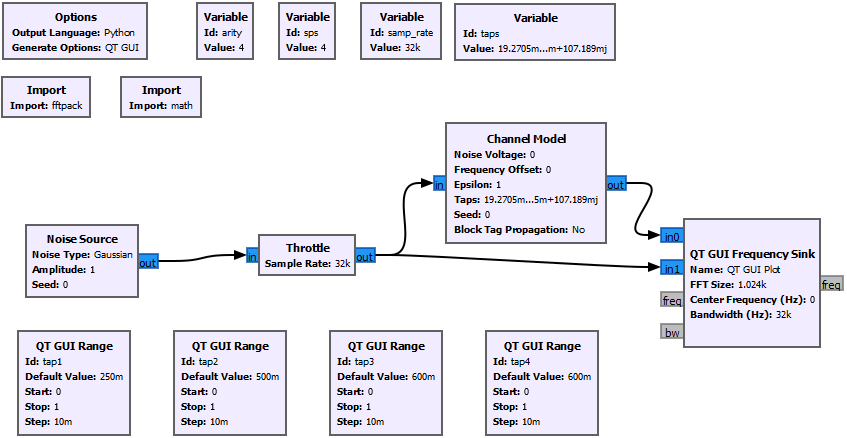 Options
Output Language: Python
Generate Options: QT GUI
Variable
Id: arity
Value: 4
Variable
Id: sps
Value: 4
Variable
Id: samp_rate
Value: 32k
Variable
Id: taps
Value: 19.2705m...m+107.189mj
Import
Import: fftpack
Import
Import: math
Channel Model
Noise Voltage: 0
Frequency Offset: 0
Epsilon: 1
Taps: 19.2705m...5m+107.189mj
Seed: 0
Block Tag Propagation: No
in
out
Noise Source
Noise Type: Gaussian
Amplitude: 1
Seed: 0
out
Throttle
Sample Rate: 32k
in
out
QT GUI Frequency Sink
Name: QT GUI Plot
FFT Size: 1.024k
Center Frequency (Hz): 0
Bandwidth (Hz): 32k
in0
in1
freq
bw
freq
QT GUI Range
Id: tap1
Default Value: 250m
Start: 0
Stop: 1
Step: 10m
QT GUI Range
Id: tap2
Default Value: 500m
Start: 0
Stop: 1
Step: 10m
QT GUI Range
Id: tap3
Default Value: 600m
Start: 0
Stop: 1
Step: 10m
QT GUI Range
Id: tap4
Default Value: 600m
Start: 0
Stop: 1
Step: 10m